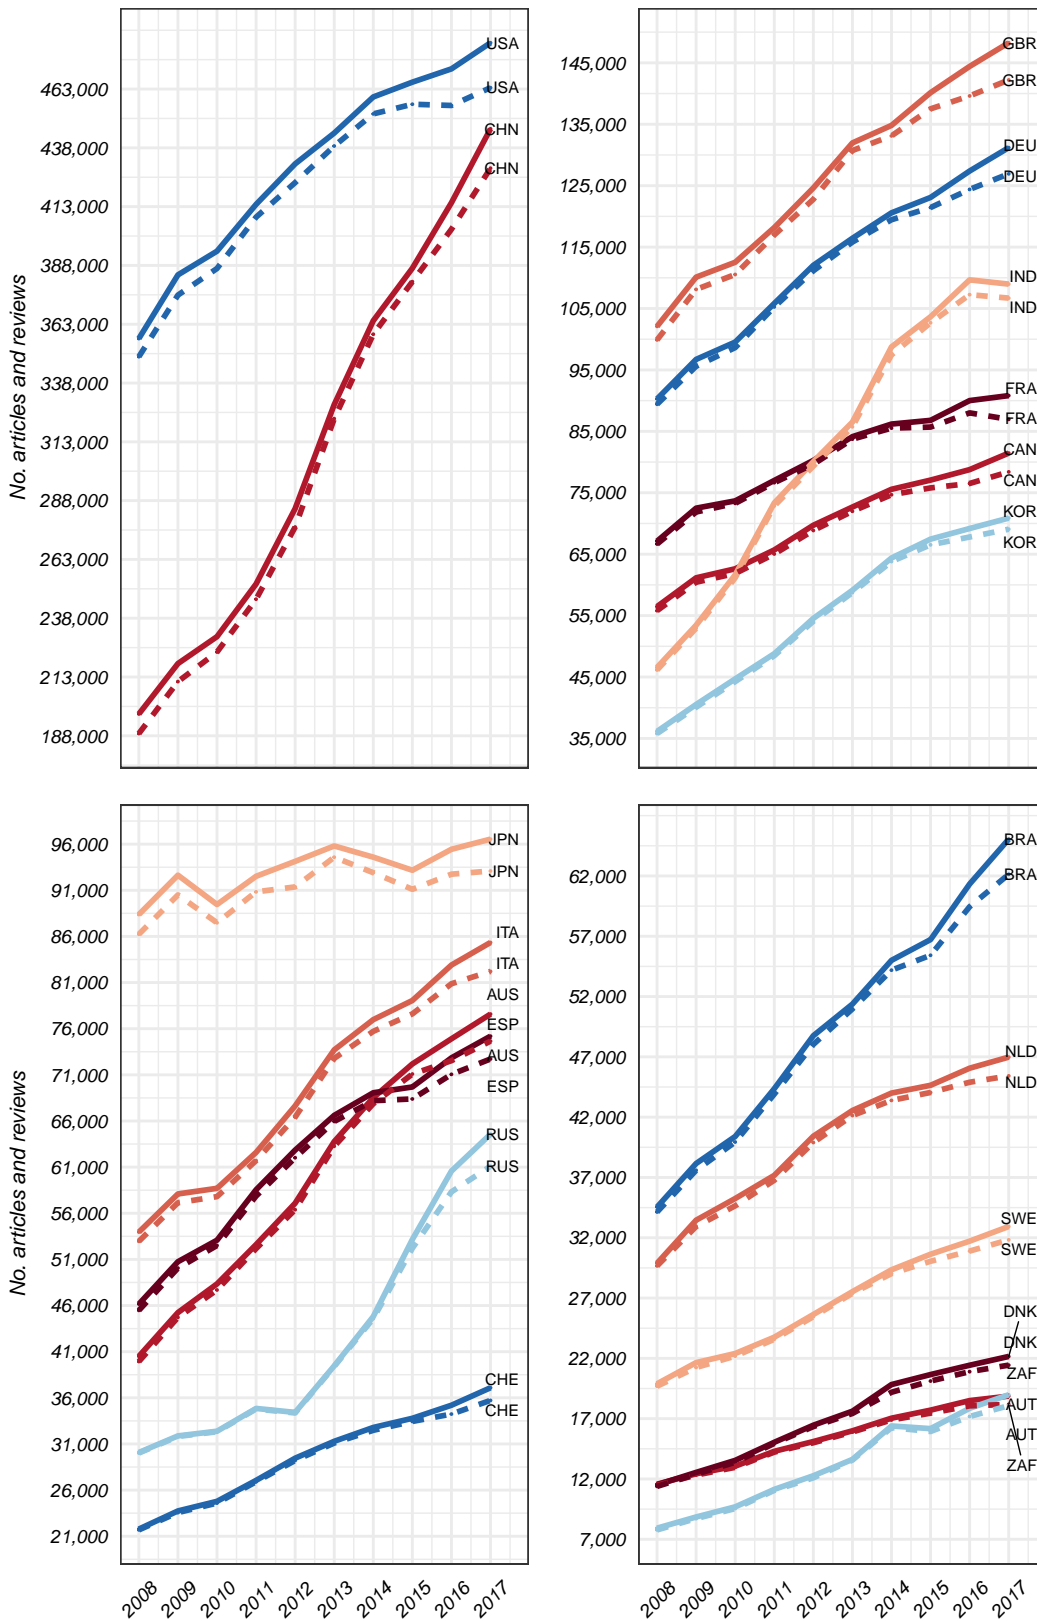 No. articles and reviews
463,000
438,000
413,000
388,000
363,000
338,000
313,000
288,000
263,000
238,000
213,000
188,000
USA
USA
CHN
CHN
145,000
135,000
125,000
115,000
105,000
95,000
85,000
75,000
65,000
55,000
45,000
35,000
GBR
GBR
DEU
DEU
IND
IND
FRA
FRA
CAN
CAN
KOR
KOR
No. articles and reviews
96,000
91,000
86,000
81,000
76,000
71,000
66,000
61,000
56,000
51,000
46,000
41,000
36,000
31,000
26,000
21,000
JPN
JPN
ITA
ITA
AUS
ESP
AUS
ESP
RUS
RUS
CHE
CHE
2008 2009 2010 2011 2012 2013 2014 2015 2016 2017
62,000
57,000
52,000
47,000
42,000
37,000
32,000
27,000
22,000
17,000
12,000
7,000
BRA
BRA
NLD
NLD
SWE
SWE
DNK
DNK
ZAF
AUT
AUT
ZAF
2008 2009 2010 2011 2012 2013 2014 2015 2016 2017